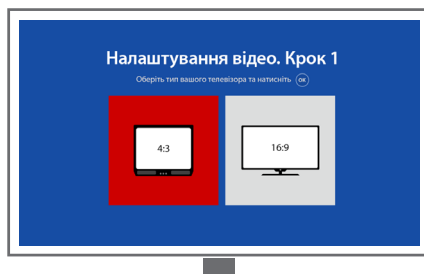 Налаштування відео. Крок 1
Оберіть тип вашого телевізора та натисніть OK
4:3
16:9